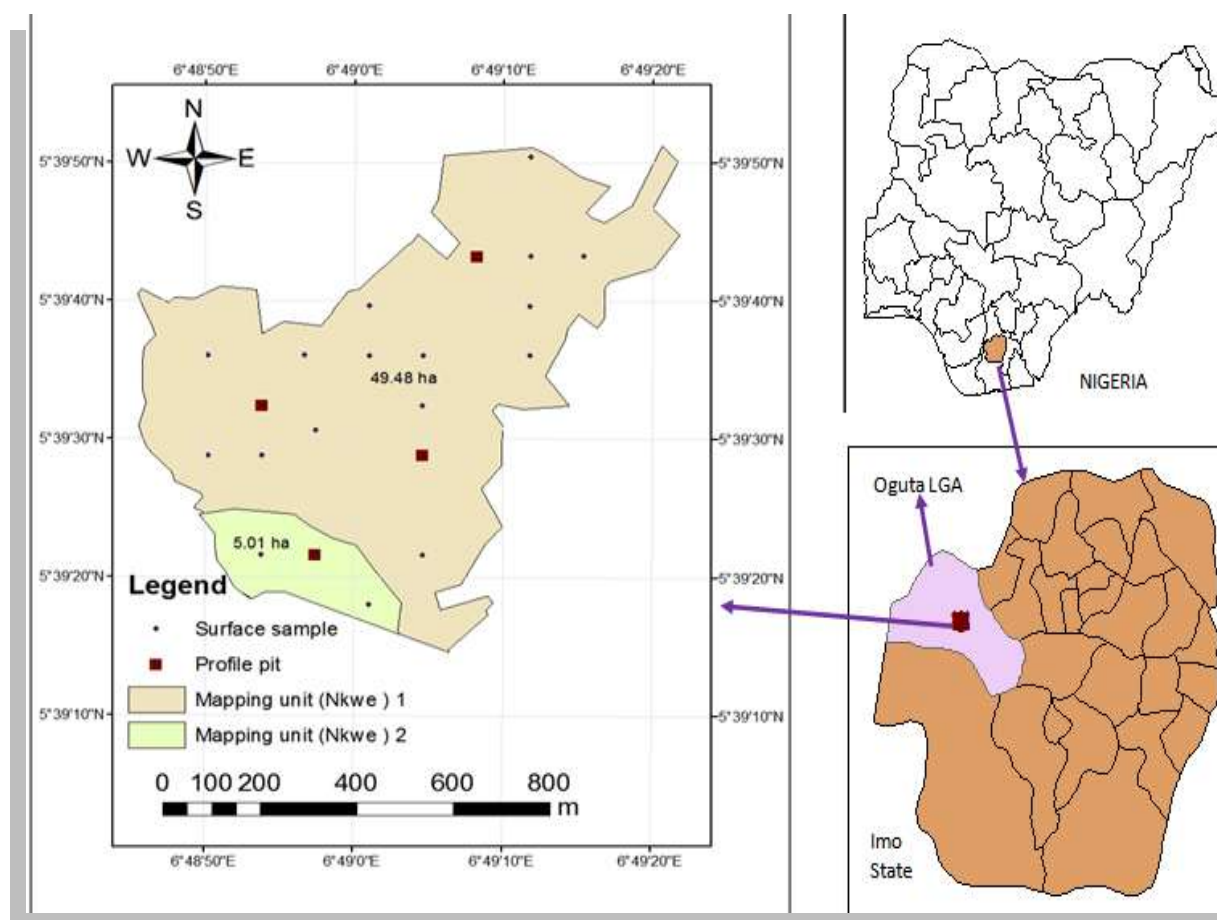 6°48'50"E 6°49'0"E 6°49'10"E 6°49'20"E
N
W E
S
5°39'50"N 5°39'50"N
5°39'40"N 5°39'40"N
49.48 ha
5°39'30"N 5°39'30"N
5.01 ha
5°39'20"N 5°39'20"N
Legend
Surface sample
Profile pit
Mapping unit (Nkwe ) 1
5°39'10"N 5°39'10"N
Mapping unit (Nkwe ) 2
0 100 200 400 600 800
m
6°48'50"E 6°49'0"E 6°49'10"E 6°49'20"E
NIGERIA
Oguta LGA
Imo
State